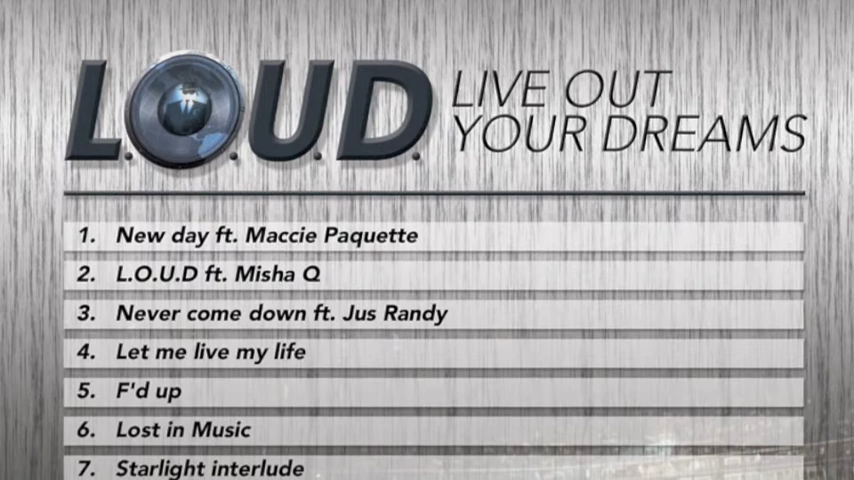 L.O.U.D.
LIVE OUT
YOUR DREAMS
1. New day ft. Maccie Paquette
2. L.O.U.D ft. Misha Q
3. Never come down ft. Jus Randy
4. Let me live my life
5. F'd up
6. Lost in Music
7. Starlight interlude